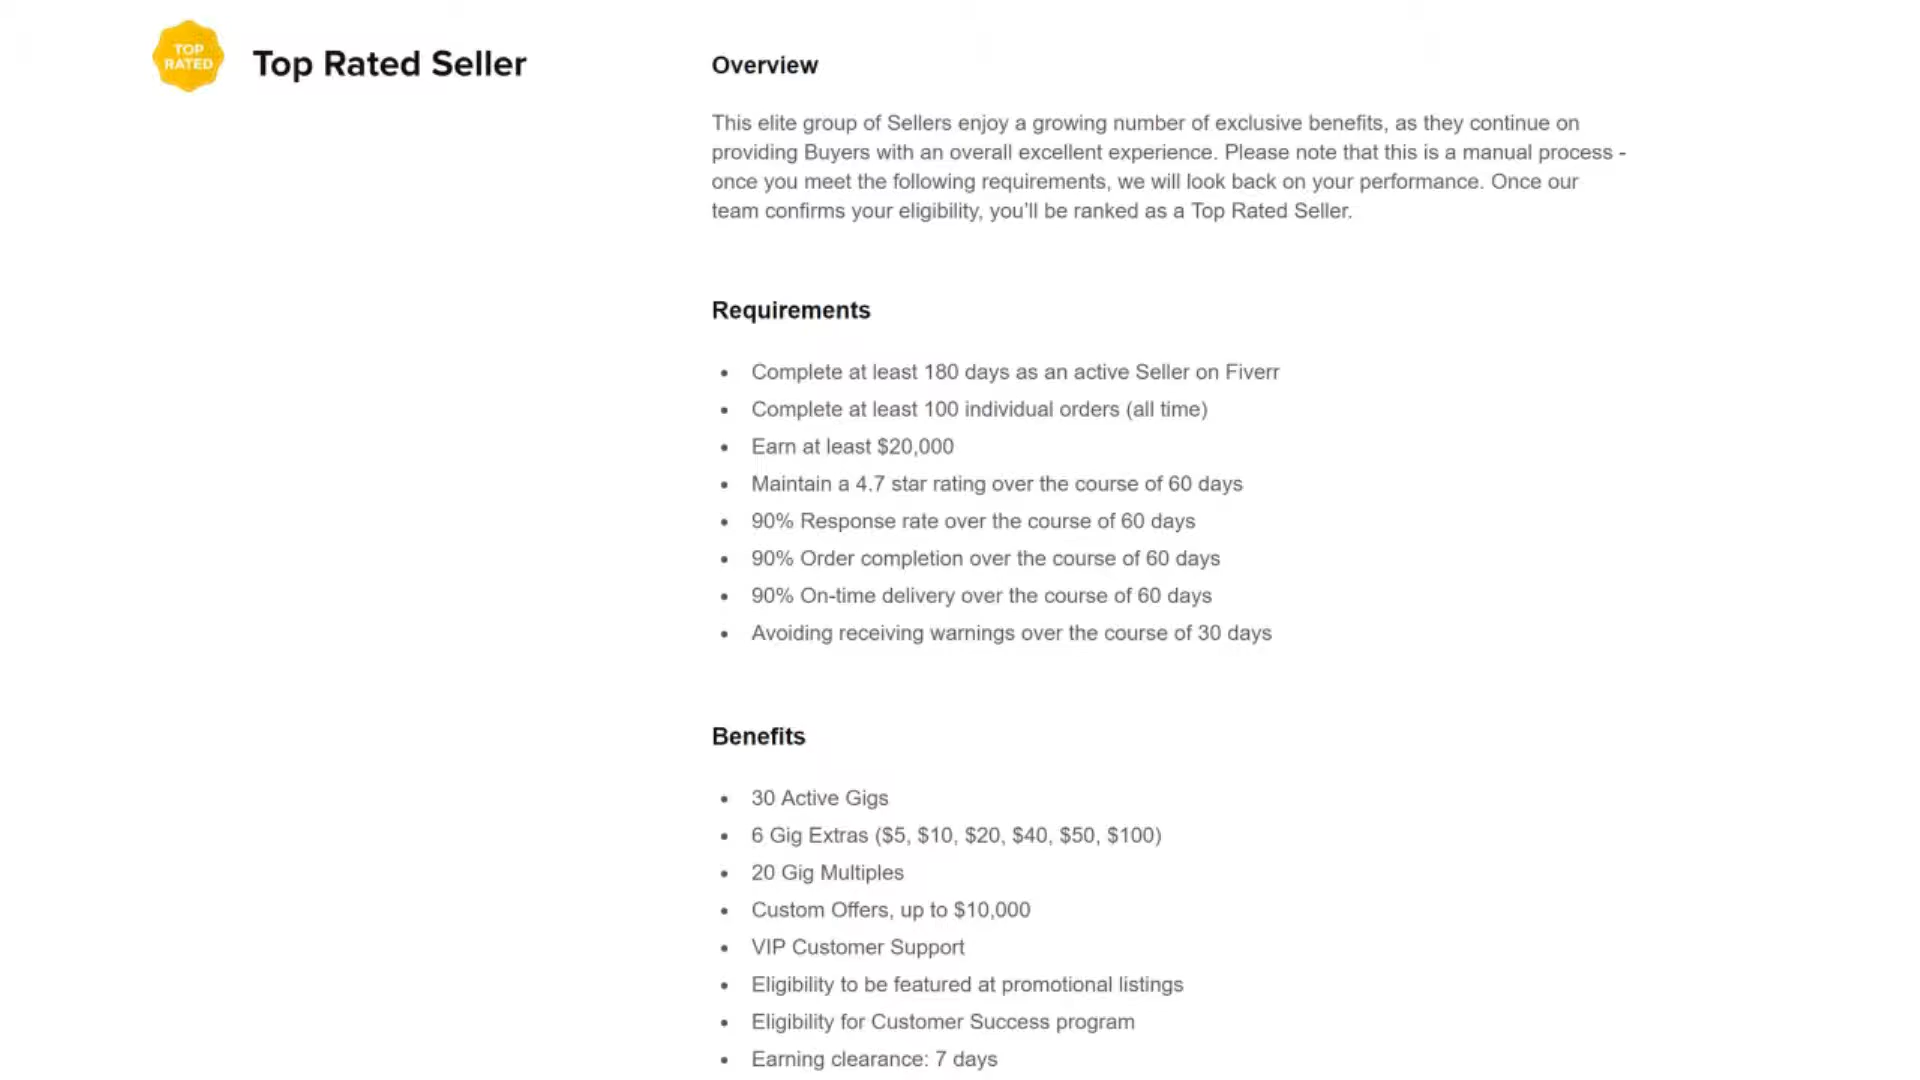 TOP
RATED
Top Rated Seller
Overview
This elite group of Sellers enjoy a growing number of exclusive benefits, as they continue on
providing Buyers with an overall excellent experience. Please note that this is a manual process -
once you meet the following requirements, we will look back on your performance. Once our
team confirms your eligibility, you'll be ranked as a Top Rated Seller.
Requirements
• Complete at least 180 days as an active Seller on Fiverr
• Complete at least 100 individual orders (all time)
• Earn at least $20,000
• Maintain a 4.7 star rating over the course of 60 days
• 90% Response rate over the course of 60 days
• 90% Order completion over the course of 60 days
• 90% On-time delivery over the course of 60 days
• Avoiding receiving warnings over the course of 30 days
Benefits
• 30 Active Gigs
• 6 Gig Extras ($5, $10, $20, $40, $50, $100)
• 20 Gig Multiples
• Custom Offers, up to $10,000
• VIP Customer Support
• Eligibility to be featured at promotional listings
• Eligibility for Customer Success program
• Earning clearance: 7 days